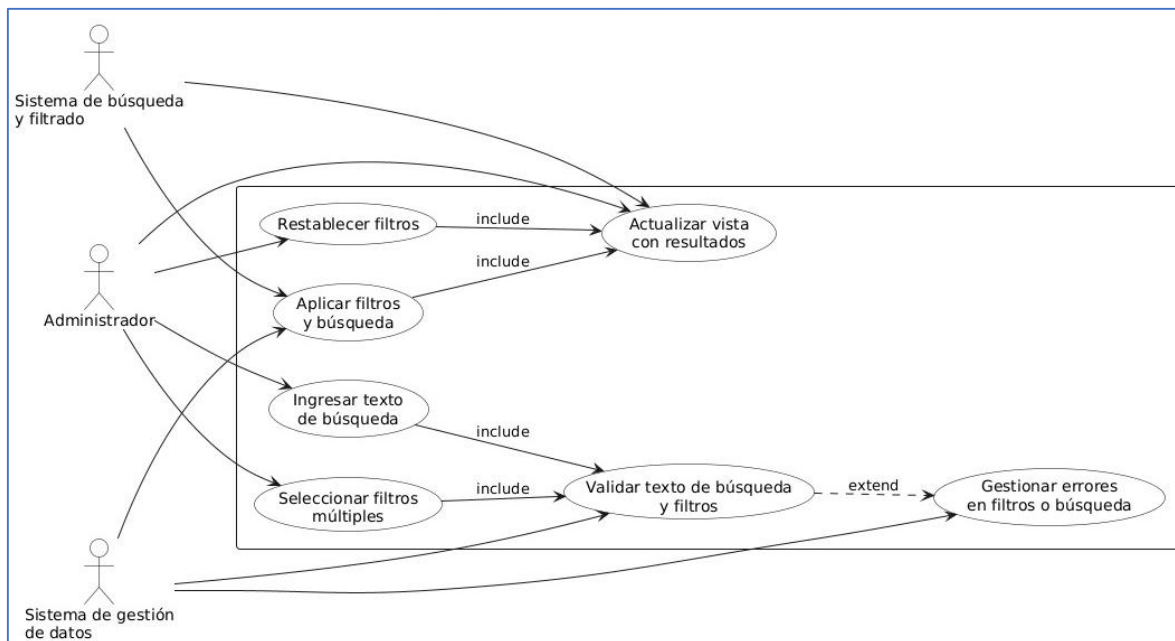 Sistema de búsqueda
y filtrado
Restablecer filtros
include
Actualizar vista
con resultados
include
Administrador
Aplicar filtros
y búsqueda
Ingresar texto
de búsqueda
include
Seleccionar filtros
múltiples
include
Validar texto de búsqueda
y filtros
extend
Gestionar errores
en filtros o búsqueda
Sistema de gestión
de datos